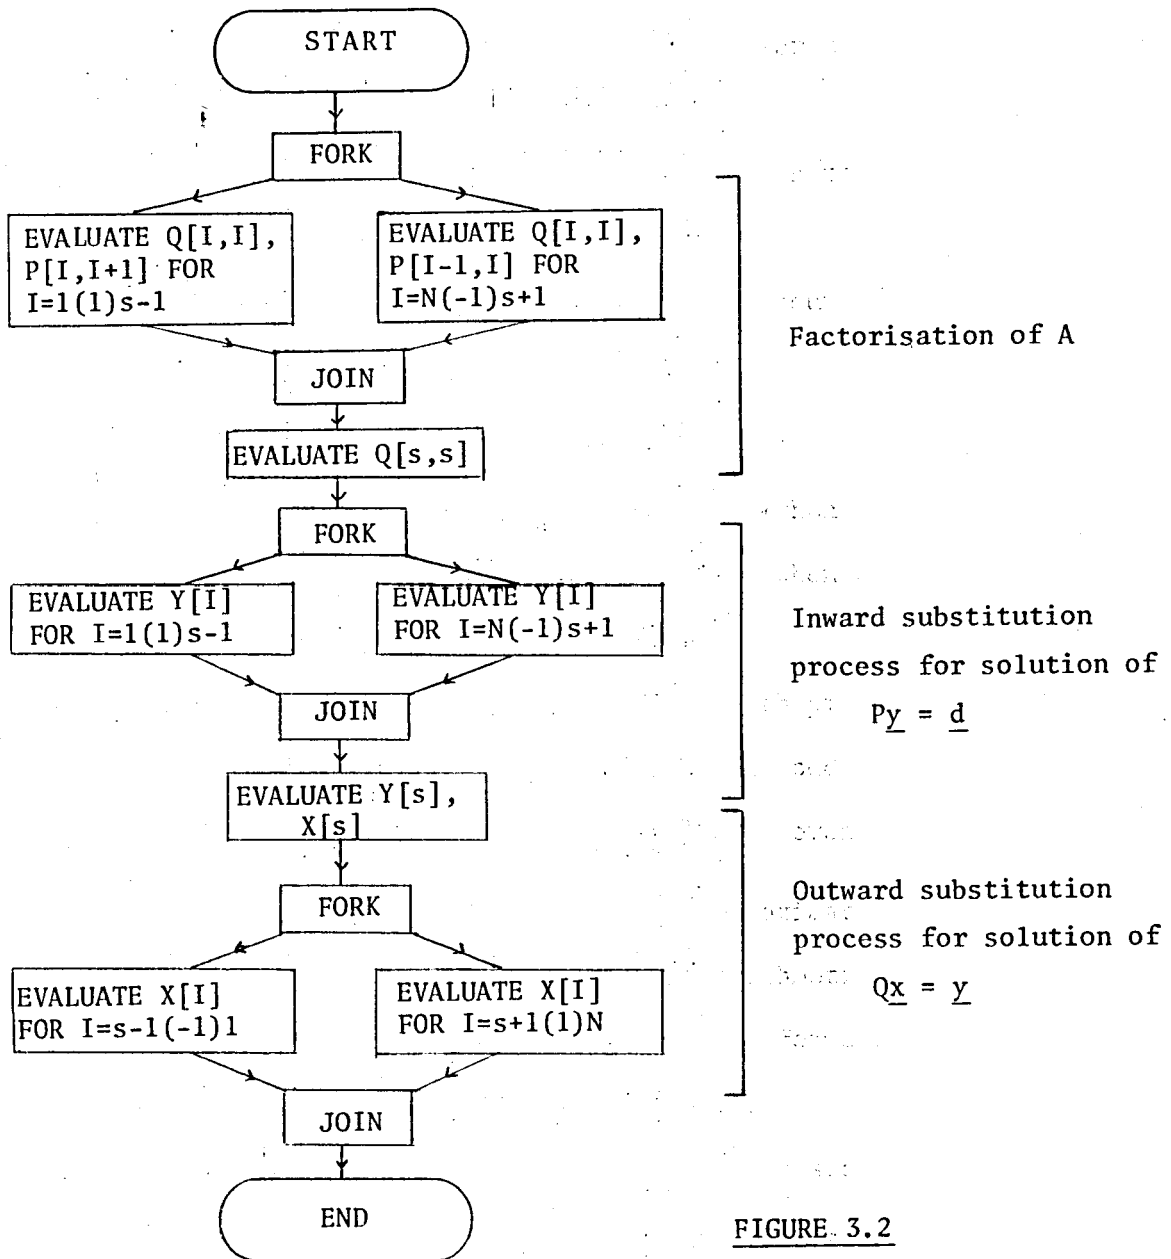 START
FORK
EVALUATE Q[I,I],
P[I,I+1] FOR
I=1(1)s-1
EVALUATE Q[I,I],
P[I-1,I] FOR
I=N(-1)s+1
JOIN
EVALUATE Q[s,s]
Factorisation of A
FORK
EVALUATE Y[I]
FOR I=1(1)s-1
EVALUATE Y[I]
FOR I=N(-1)s+1
JOIN
Inward substitution
process for solution of
Py = d
EVALUATE Y[s],
X[s]
FORK
EVALUATE X[I]
FOR I=s-1(-1)1
EVALUATE X[I]
FOR I=s+1(1)N
JOIN
Outward substitution
process for solution of
Qx = y
END
FIGURE 3.2